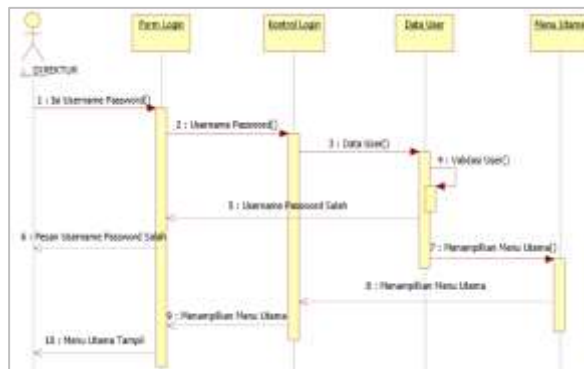 Form Login
Kontrol Login
Data User
Menu Utama
DIREKTUR
1 : Isi Username Password()
2 : Username Password()
3 : Data User()
4 : Validasi User()
5 : Username Password Salah
6 : Pesan Username Password Salah
7 : Menampilkan Menu Utama()
8 : Menampilkan Menu Utama
9 : Menampilkan Menu Utama
10 : Menu Utama Tampil